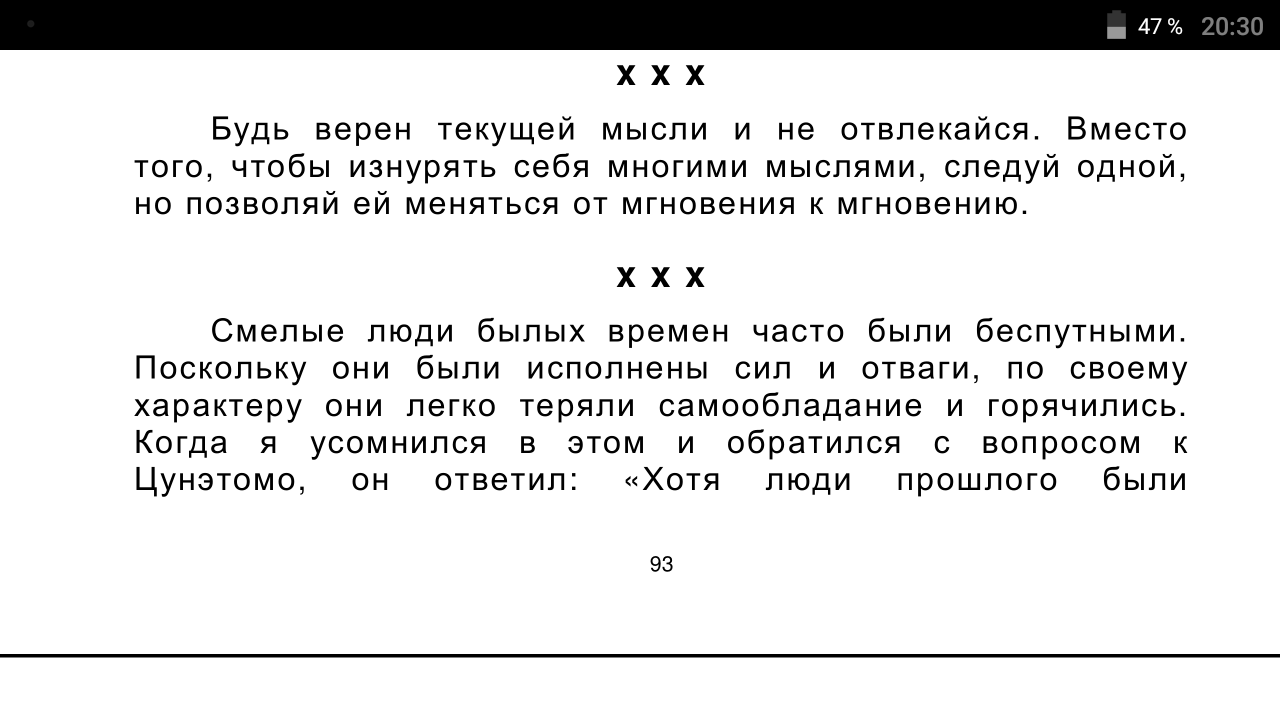 47 % 20:30
x x x
Будь верен текущей мысли и не отвлекайся. Вместо
того, чтобы изнурять себя многими мыслями, следуй одной,
но позволяй ей меняться от мгновения к мгновению.
x x x
Смелые люди былых времен часто были беспутными.
Поскольку они были исполнены сил и отваги, по своему
характеру они легко теряли самообладание и горячились.
Когда я усомнился в этом и обратился с вопросом к
Цунэтомо, он ответил: «Хотя люди прошлого были
93